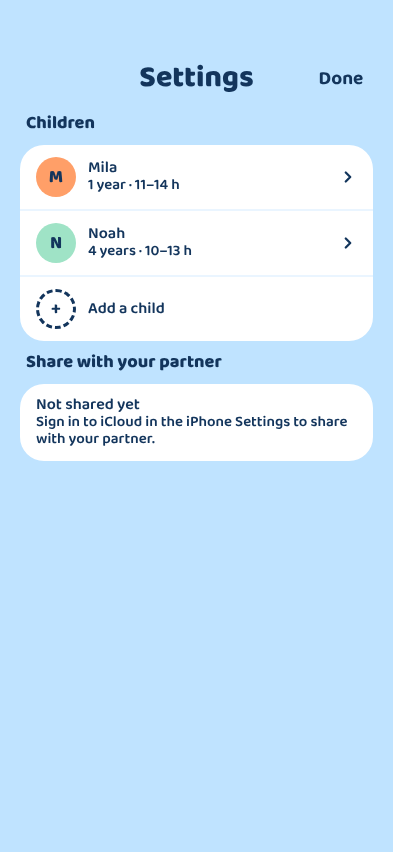 Settings
Done
Children
M
Mila
1 year · 11–14 h
N
Noah
4 years · 10–13 h
+
Add a child
Share with your partner
Not shared yet
Sign in to iCloud in the iPhone Settings to share
with your partner.